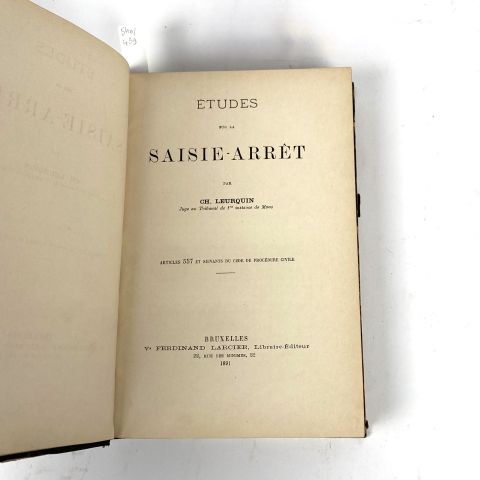 ÉTUDES
SUR LA
SAISIE-ARRÊT
PAR
CH. LEURQUIN
Juge au Tribunal de 1re instance de Mons
ARTICLES 557 ET SUIVANTS DU CODE DE PROCÉDURE CIVILE
BRUXELLES
Ve FERDINAND LARCIER, Libraire-Éditeur
22, RUE DES MINIMES, 22
1891